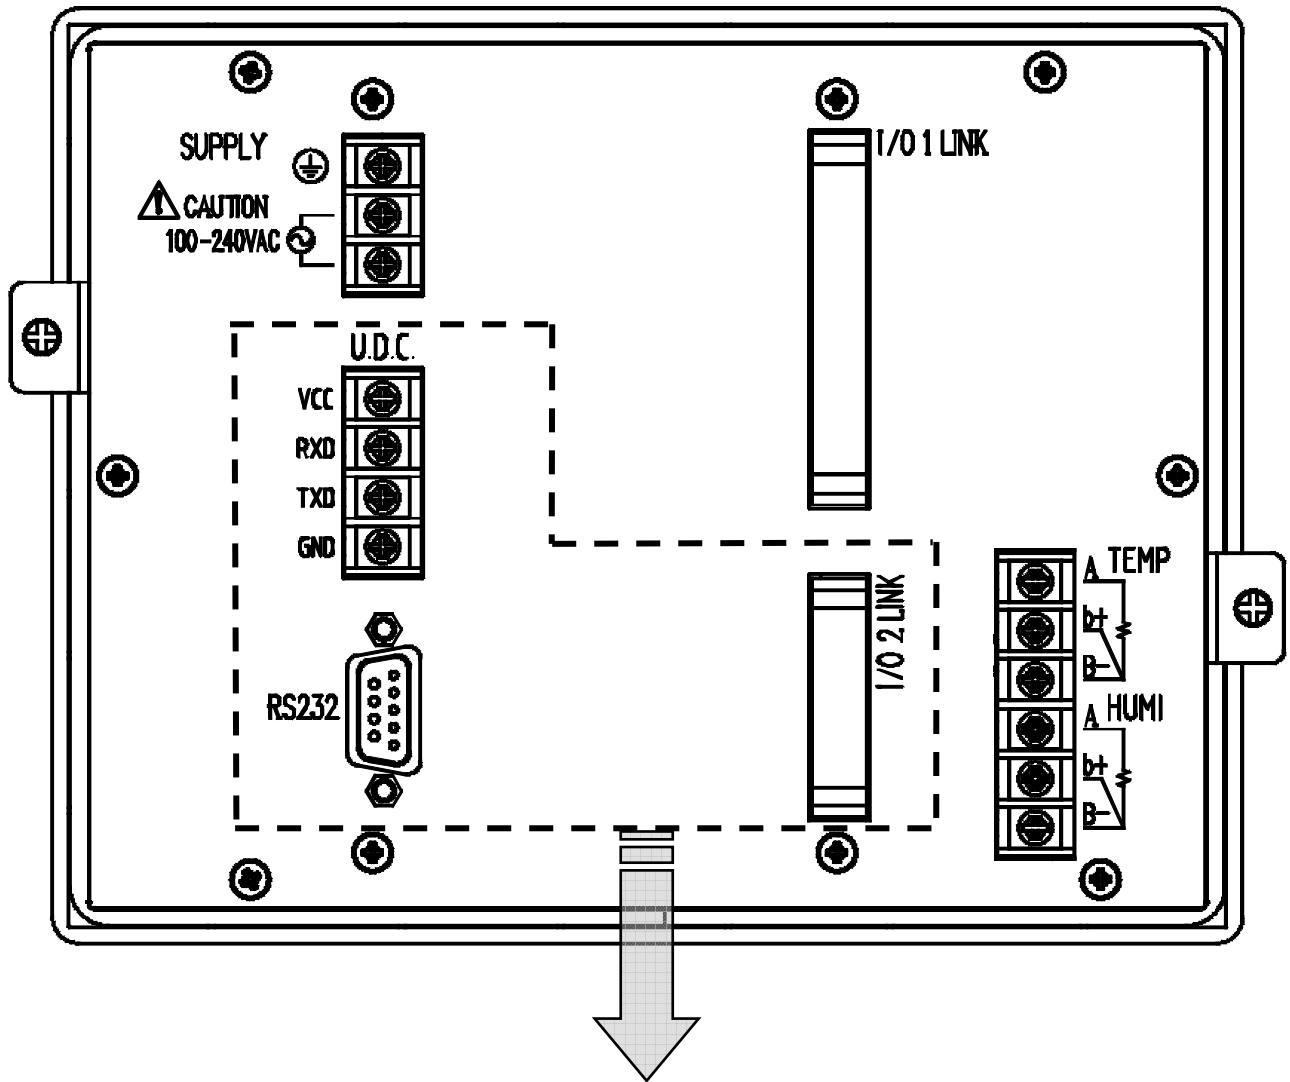 SUPPLY
CAUTION
100-240VAC
I/O 1 LINK
U.D.C.
VCC
RXD
TXD
GND
RS232
I/O 2 LINK
A TEMP
b+
B-
A HUMI
b+
B-